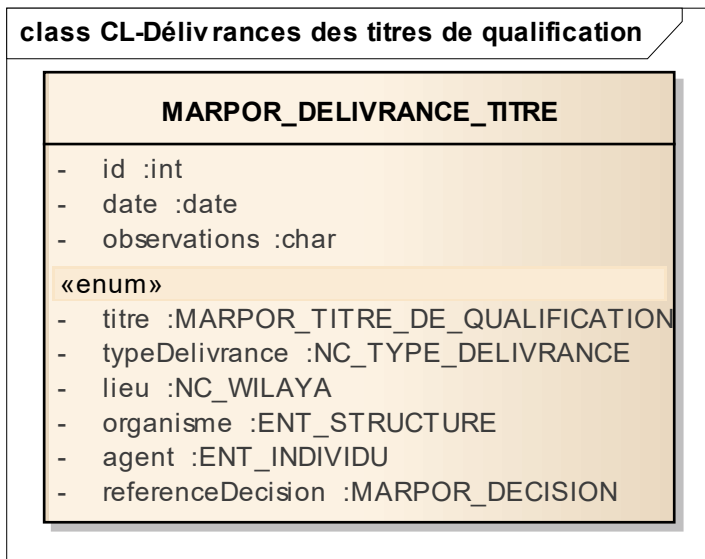 class CL-Délivrances des titres de qualification
MARPOR_DELIVRANCE_TITRE
- id :int
- date :date
- observations :char
«enum»
- titre :MARPOR_TITRE_DE_QUALIFICATION
- typeDelivrance :NC_TYPE_DELIVRANCE
- lieu :NC_WILAYA
- organisme :ENT_STRUCTURE
- agent :ENT_INDIVIDU
- referenceDecision :MARPOR_DECISION